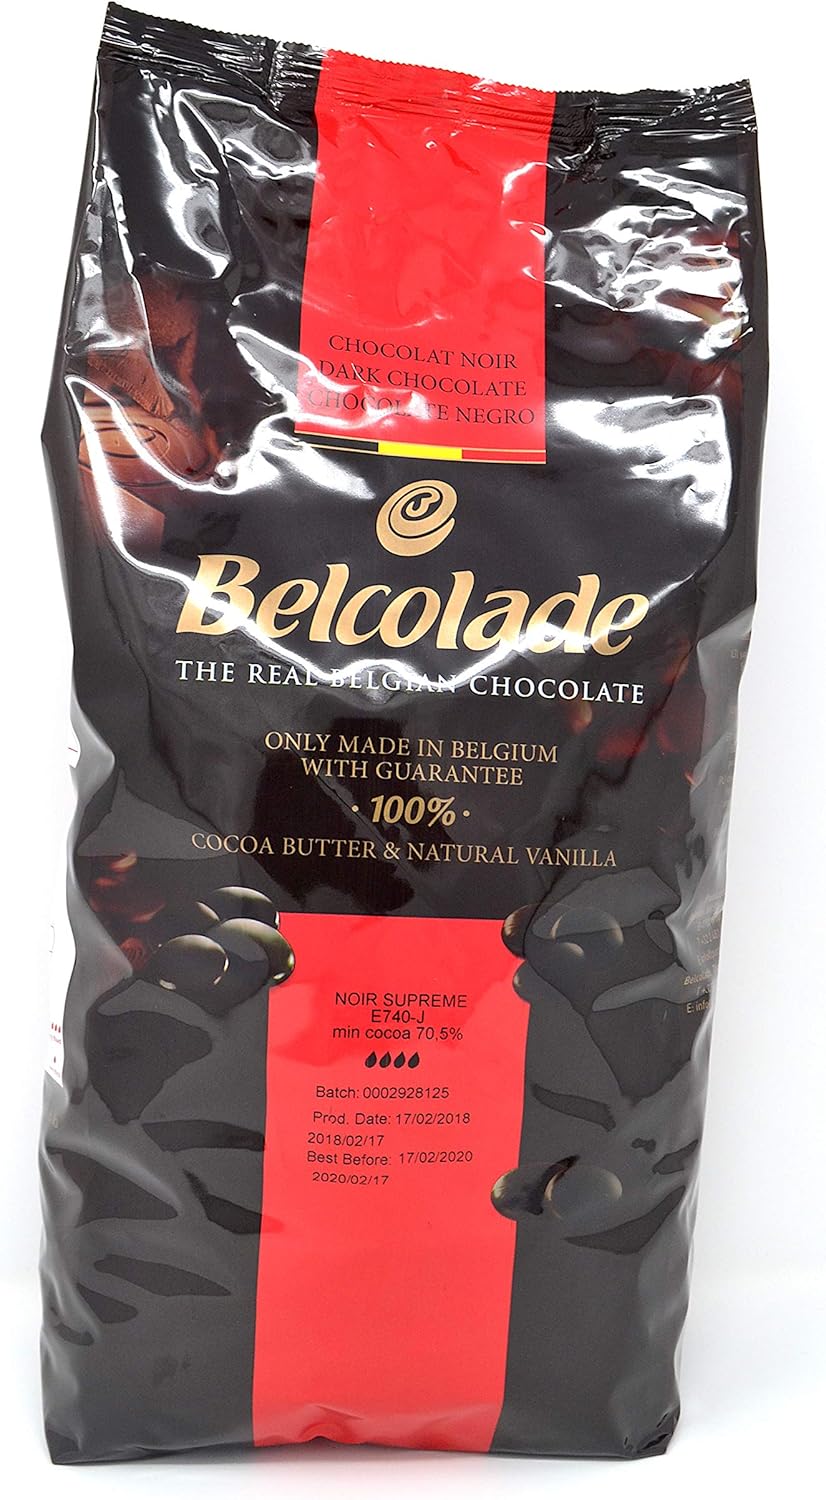 CHOCOLAT NOIR
DARK CHOCOLATE
CHOCOLATE NEGRO
Belcolade
THE REAL BELGIAN CHOCOLATE
ONLY MADE IN BELGIUM
WITH GUARANTEE
· 100% ·
COCOA BUTTER & NATURAL VANILLA
NOIR SUPREME
E740-J
min cocoa 70,5%
Batch: 0002928125
Prod. Date: 17/02/2018
2018/02/17
Best Before: 17/02/2020
2020/02/17